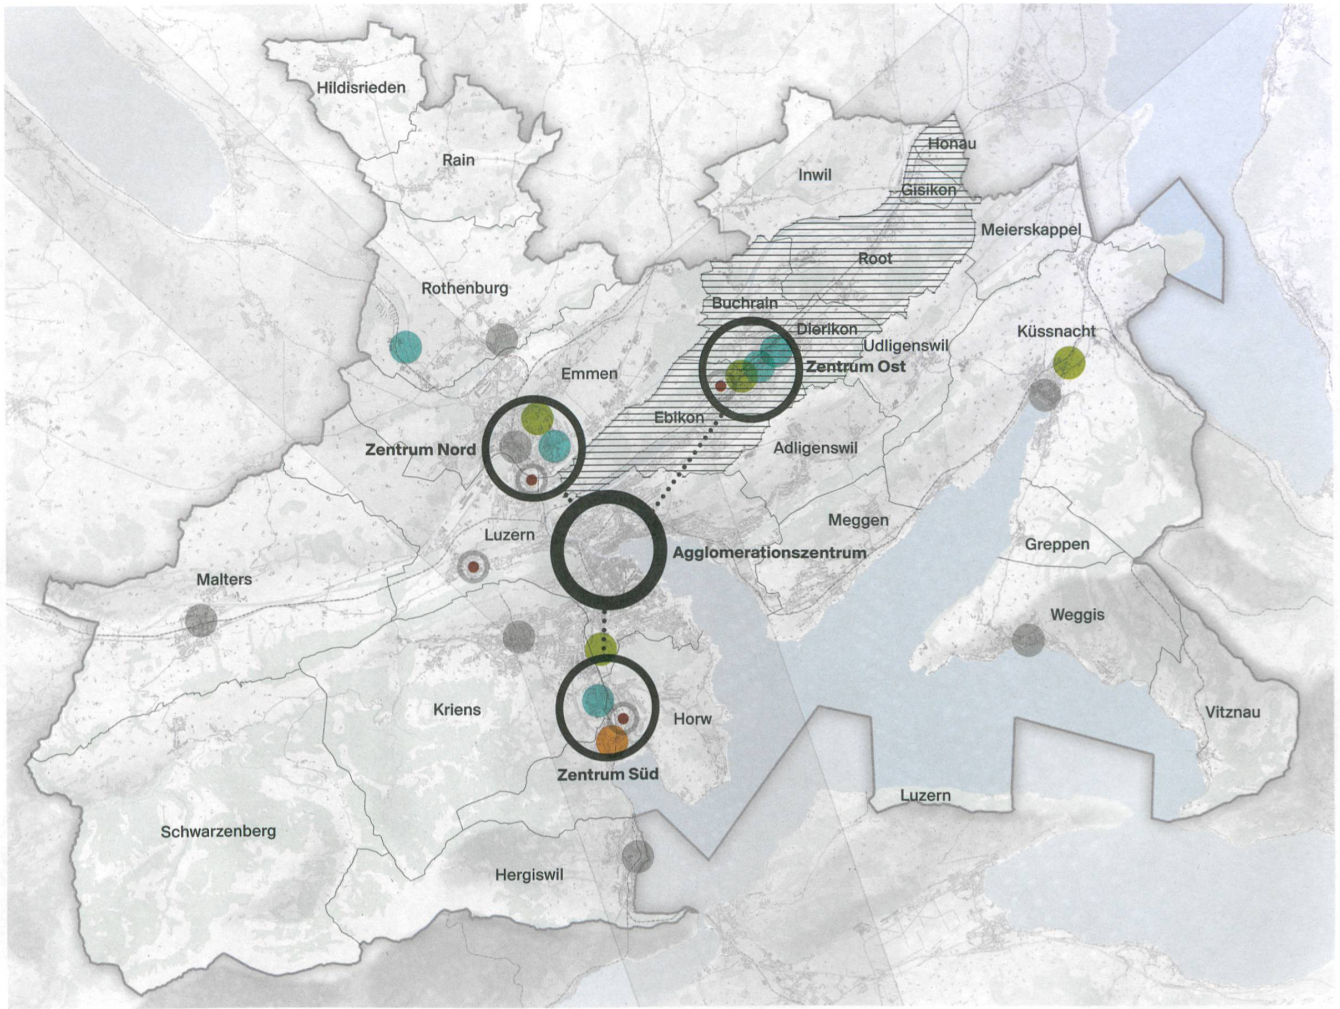 Hildisrieden
Honau
Rain
Inwil
Gisikon
Meierskappel
Root
Rothenburg
Buchrain
Dierikon
Küssnacht
Udligenswil
Zentrum Ost
Emmen
Ebikon
Zentrum Nord
Adligenswil
Meggen
Luzern
Greppen
Agglomerationszentrum
Malters
Weggis
Kriens
Horw
Vitznau
Zentrum Süd
Luzern
Schwarzenberg
Hergiswil